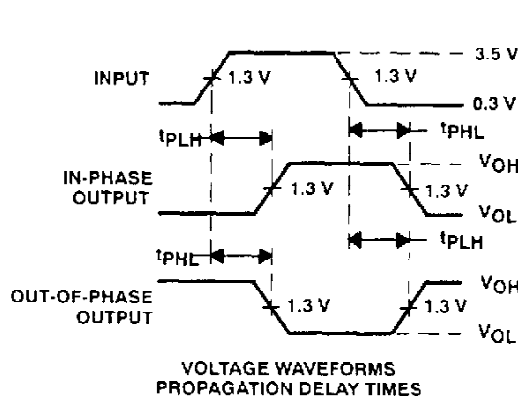 3.5 V
INPUT
1.3 V
1.3 V
0.3 V
tPLH
tPHL
IN-PHASE
OUTPUT
1.3 V
1.3 V
VOH
VOL
tPHL
tPLH
OUT-OF-PHASE
OUTPUT
1.3 V
1.3 V
VOH
VOL
VOLTAGE WAVEFORMS
PROPAGATION DELAY TIMES